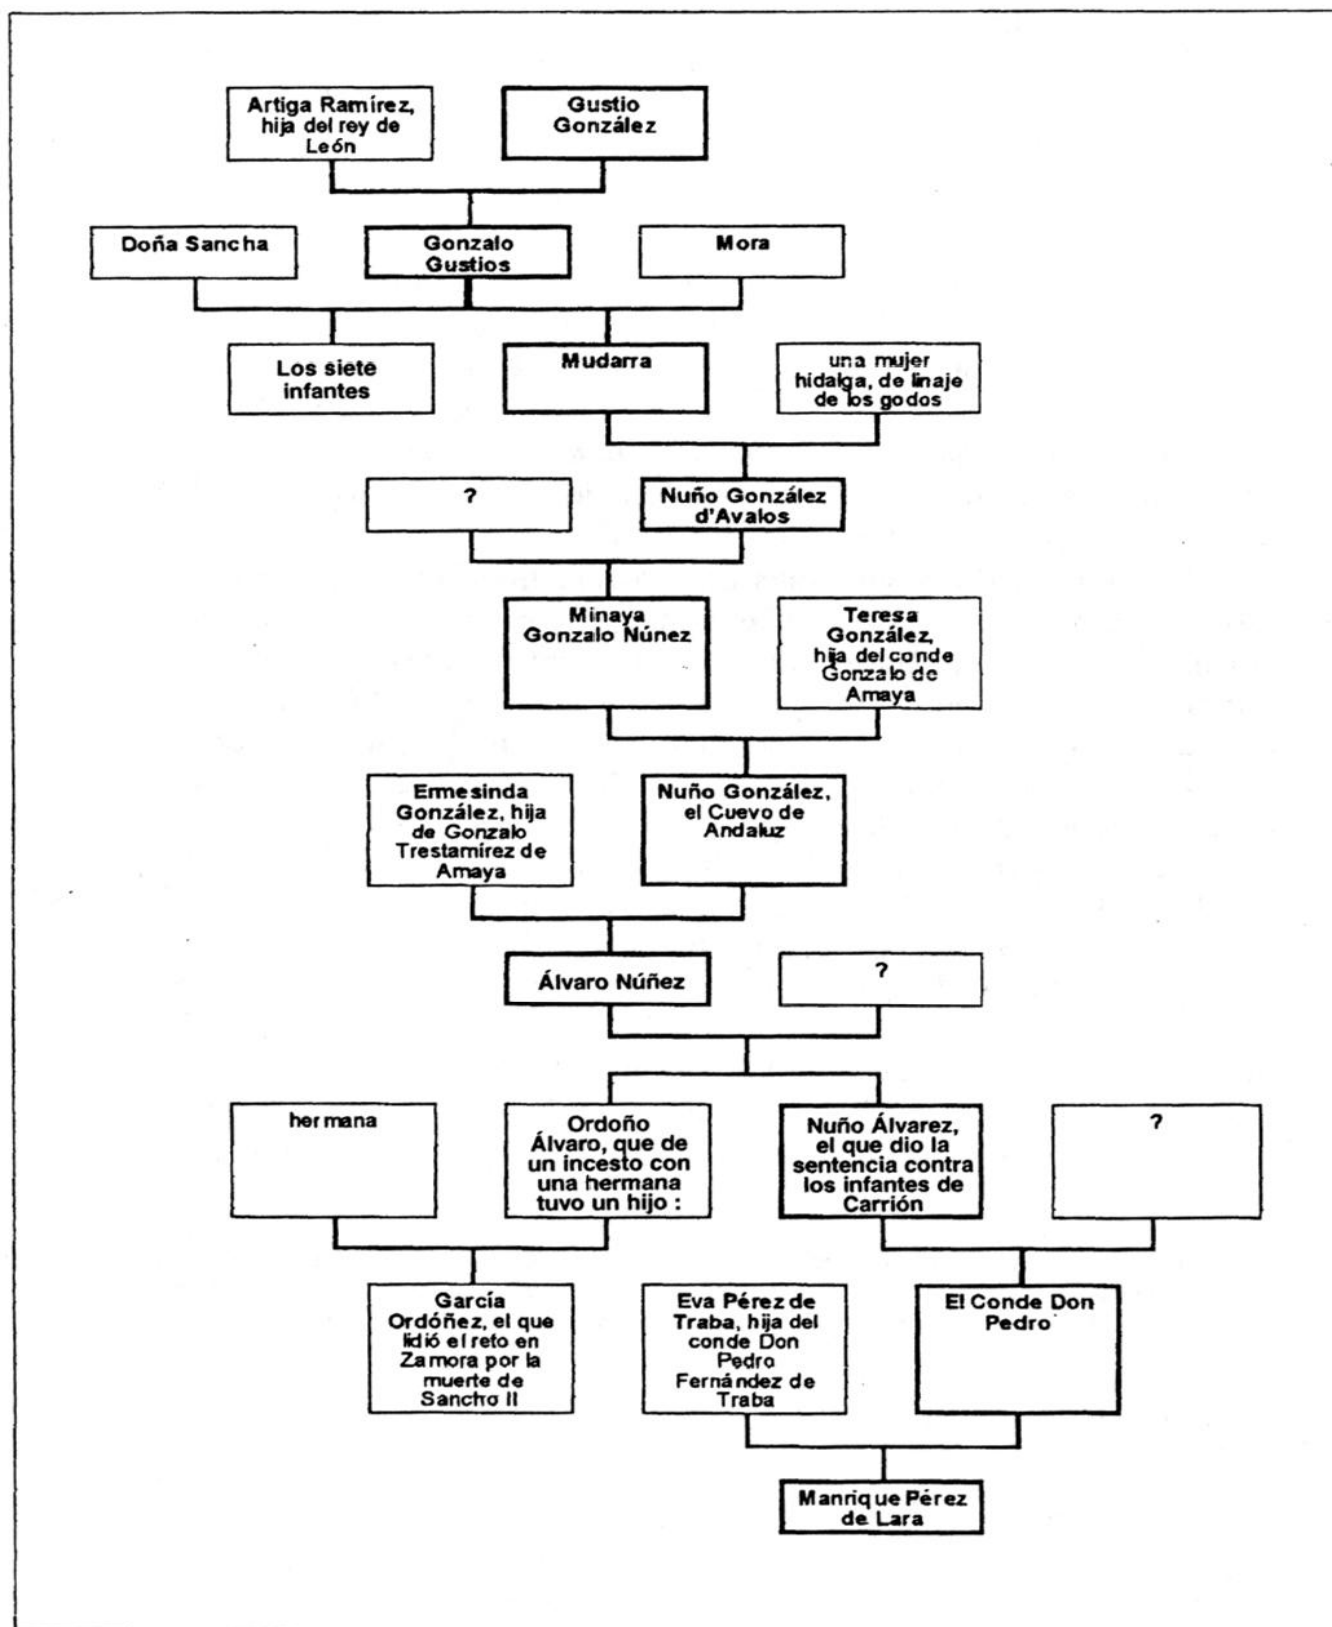 Artiga Ramírez,
hija del rey de
León
Gustio
González
Doña Sancha
Gonzalo
Gustios
Mora
Los siete
infantes
Mudarra
una mujer
hidalga, de linaje
de los godos
?
Nuño González
d'Avalos
Minaya
Gonzalo Núnez
Teresa
González,
hija del conde
Gonzalo de
Amaya
Ermesinda
González, hija
de Gonzalo
Trestamírez de
Amaya
Nuño González,
el Cuevo de
Andaluz
Álvaro Núñez
?
hermana
Ordoño
Álvaro, que de
un incesto con
una hermana
tuvo un hijo :
Nuño Álvarez,
el que dio la
sentencia contra
los infantes de
Carrión
?
García
Ordóñez, el que
lidió el reto en
Zamora por la
muerte de
Sancho II
Eva Pérez de
Traba, hija del
conde Don
Pedro
Fernández de
Traba
El Conde Don
Pedro
Manrique Pérez
de Lara